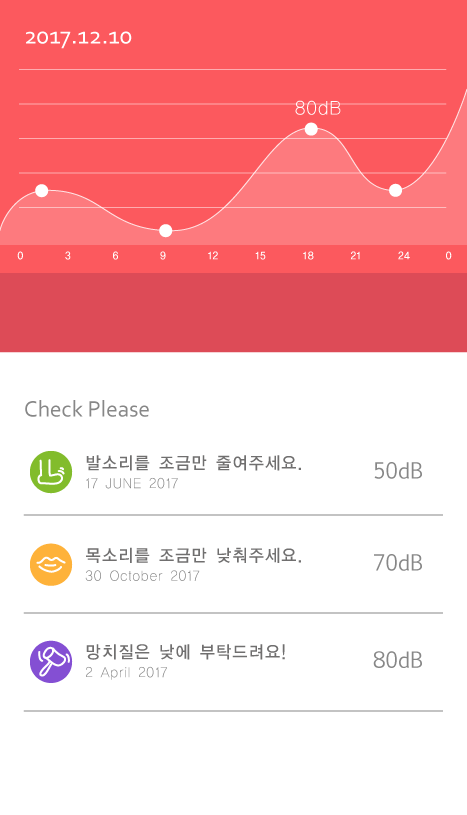 2017.12.10
80dB
0 3 6 9 12 15 18 21 24 0
Check Please
발소리를 조금만 줄여주세요.
17 JUNE 2017
50dB
목소리를 조금만 낮춰주세요.
30 October 2017
70dB
망치질은 낮에 부탁드려요!
2 April 2017
80dB